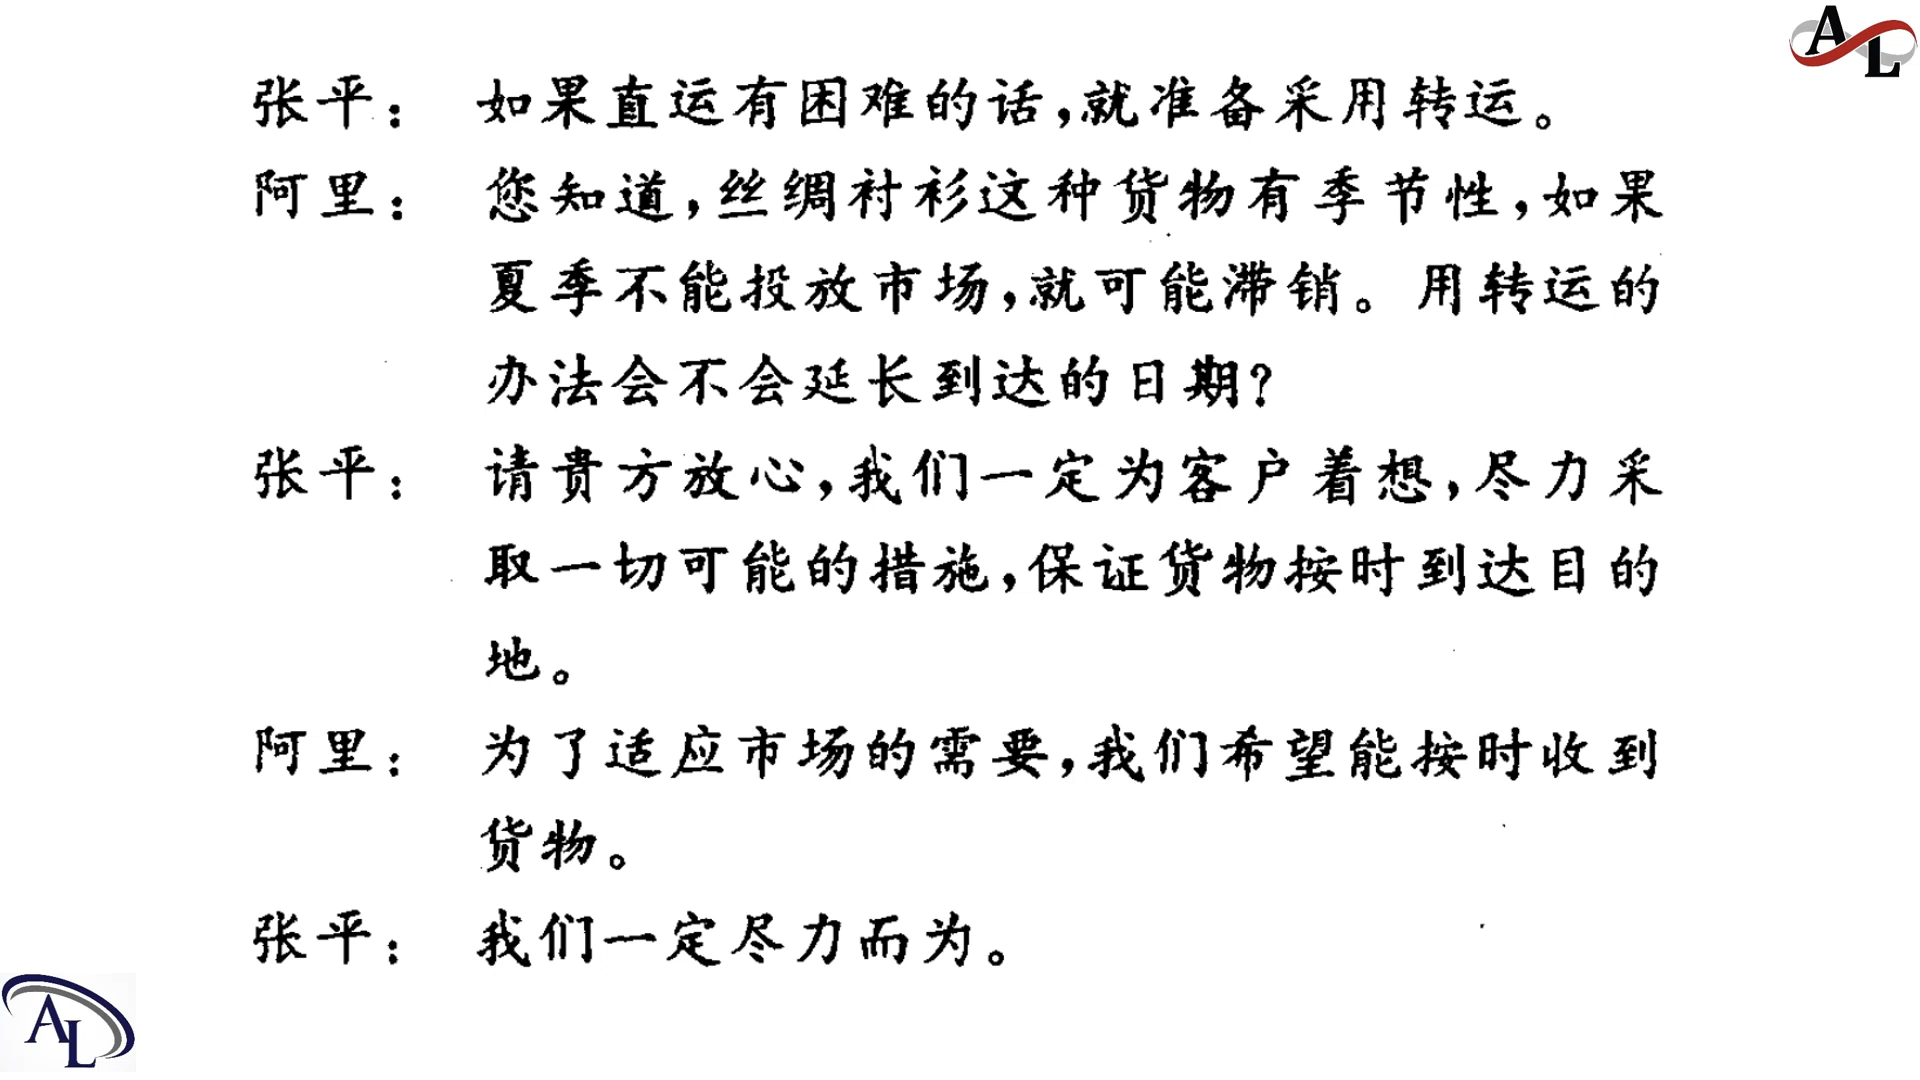 AL
张平： 如果直运有困难的话，就准备采用转运。
阿里： 您知道，丝绸衬衫这种货物有季节性，如果
夏季不能投放市场，就可能滞销。用转运的
办法会不会延长到达的日期？
张平： 请贵方放心，我们一定为客户着想，尽力采
取一切可能的措施，保证货物按时到达目的
地。
阿里： 为了适应市场的需要，我们希望能按时收到
货物。
张平： 我们一定尽力而为。
AL